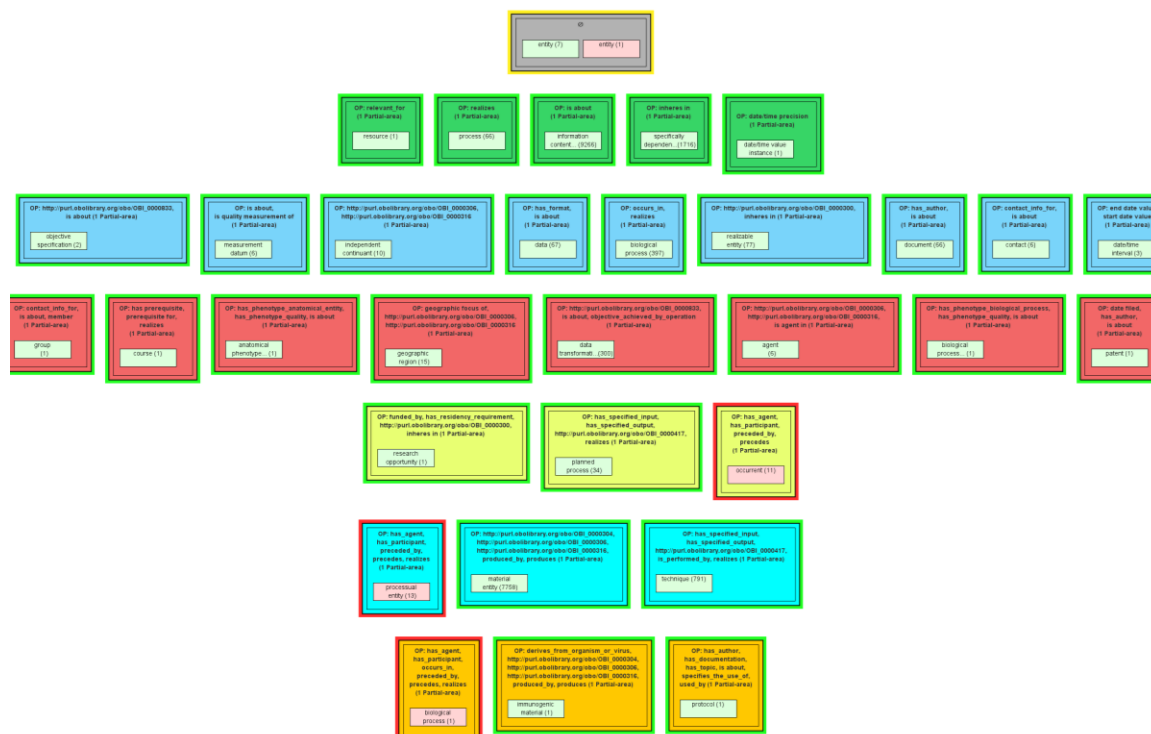 ∅
entity (7)
entity (1)
OP: relevant_for
(1 Partial-area)
resource (1)
OP: realizes
(1 Partial-area)
process (66)
OP: is about
(1 Partial-area)
information
content... (9266)
OP: inheres in
(1 Partial-area)
specifically
dependen...(1716)
OP: date/time precision
(1 Partial-area)
date/time value
instance (1)
OP: http://purl.obolibrary.org/obo/OBI_0000833,
is about (1 Partial-area)
objective
specification (2)
OP: is about,
is quality measurement of
(1 Partial-area)
measurement
datum (6)
OP: http://purl.obolibrary.org/obo/OBI_0000306,
http://purl.obolibrary.org/obo/OBI_0000316
(1 Partial-area)
independent
continuant (10)
OP: has_format,
is about
(1 Partial-area)
data (67)
OP: occurs_in,
realizes
(1 Partial-area)
biological
process (397)
OP: http://purl.obolibrary.org/obo/OBI_0000300,
inheres in (1 Partial-area)
realizable
entity (77)
OP: has_author,
is about
(1 Partial-area)
document (66)
OP: contact_info_for,
is about
(1 Partial-area)
contact (6)
OP: end date value
start date value
(1 Partial-area)
date/time
interval (3)
contact_info_for,
is about, member
(1 Partial-area)
group
(1)
OP: has prerequisite,
prerequisite for,
realizes
(1 Partial-area)
course (1)
OP: has_phenotype_anatomical_entity,
has_phenotype_quality, is about
(1 Partial-area)
anatomical
phenotype... (1)
OP: geographic focus of,
http://purl.obolibrary.org/obo/OBI_0000306,
http://purl.obolibrary.org/obo/OBI_0000316
(1 Partial-area)
geographic
region (15)
OP: http://purl.obolibrary.org/obo/OBI_0000833,
is about, objective_achieved_by_operation
(1 Partial-area)
data
transformati...(300)
OP: http://purl.obolibrary.org/obo/OBI_0000306,
http://purl.obolibrary.org/obo/OBI_0000316,
is agent in (1 Partial-area)
agent
(6)
OP: has_phenotype_biological_process,
has_phenotype_quality, is about
(1 Partial-area)
biological
process... (1)
OP: date filed,
has_author,
is about
(1 Partial-area)
patent (1)
OP: funded_by, has_residency_requirement,
http://purl.obolibrary.org/obo/OBI_0000300,
inheres in (1 Partial-area)
research
opportunity (1)
OP: has_specified_input,
has_specified_output,
http://purl.obolibrary.org/obo/OBI_0000417,
realizes (1 Partial-area)
planned
process (34)
OP: has_agent,
has_participant,
preceded_by,
precedes
(1 Partial-area)
occurrent (11)
OP: has_agent,
has_participant,
preceded_by,
precedes, realizes
(1 Partial-area)
processual
entity (13)
OP: http://purl.obolibrary.org/obo/OBI_0000304,
http://purl.obolibrary.org/obo/OBI_0000306,
http://purl.obolibrary.org/obo/OBI_0000316,
produced_by, produces (1 Partial-area)
material
entity (7758)
OP: has_specified_input,
has_specified_output,
http://purl.obolibrary.org/obo/OBI_0000417,
is_performed_by, realizes (1 Partial-area)
technique (791)
OP: has_agent,
has_participant,
occurs_in,
preceded_by,
precedes, realizes
(1 Partial-area)
biological
process (1)
OP: derives_from_organism_or_virus,
http://purl.obolibrary.org/obo/OBI_0000304,
http://purl.obolibrary.org/obo/OBI_0000306,
http://purl.obolibrary.org/obo/OBI_0000316,
produced_by, produces (1 Partial-area)
immunogenic
material (1)
OP: has_author,
has_documentation,
has_topic, is about,
specifies_the_use_of,
used_by (1 Partial-area)
protocol (1)